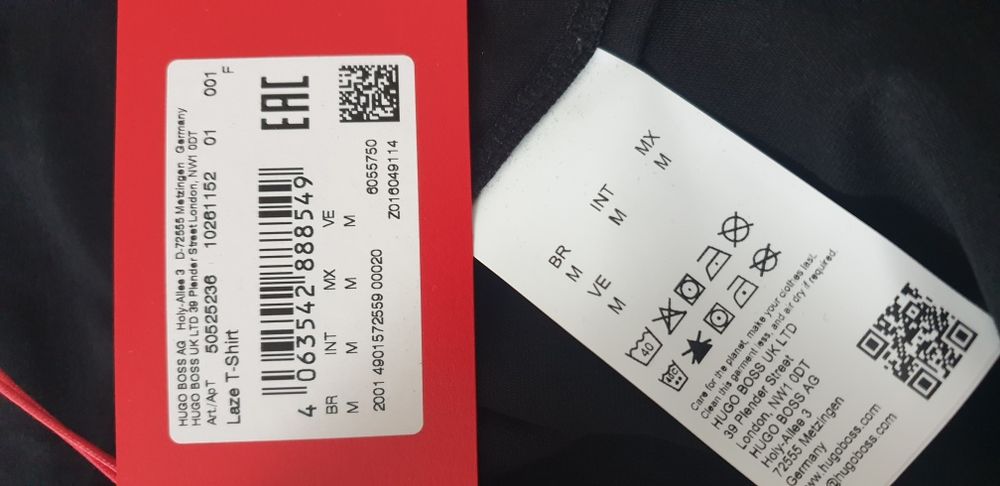 HUGO BOSS AG Holy-Allee 3 D-72555 Metzingen Germany
HUGO BOSS UK LTD 39 Plender Street London, NW1 0DT
Art/АрТ 50525236 10261152 01 001
Laze T-Shirt F
EAC
4 063542 888549
BR INT MX VE
M M M M
6055750
2001 4901572559 00020 Z016049114
BR INT MX
M M M
VE
M
40
Care for the planet, make your clothes last.
Clean this garment less, and air dry if required.
HUGO BOSS UK LTD
39 Plender Street
London, NW1 0DT
HUGO BOSS AG
Holy-Allee 3
72555 Metzingen
Germany
www.hugoboss.com
@hugoboss.com